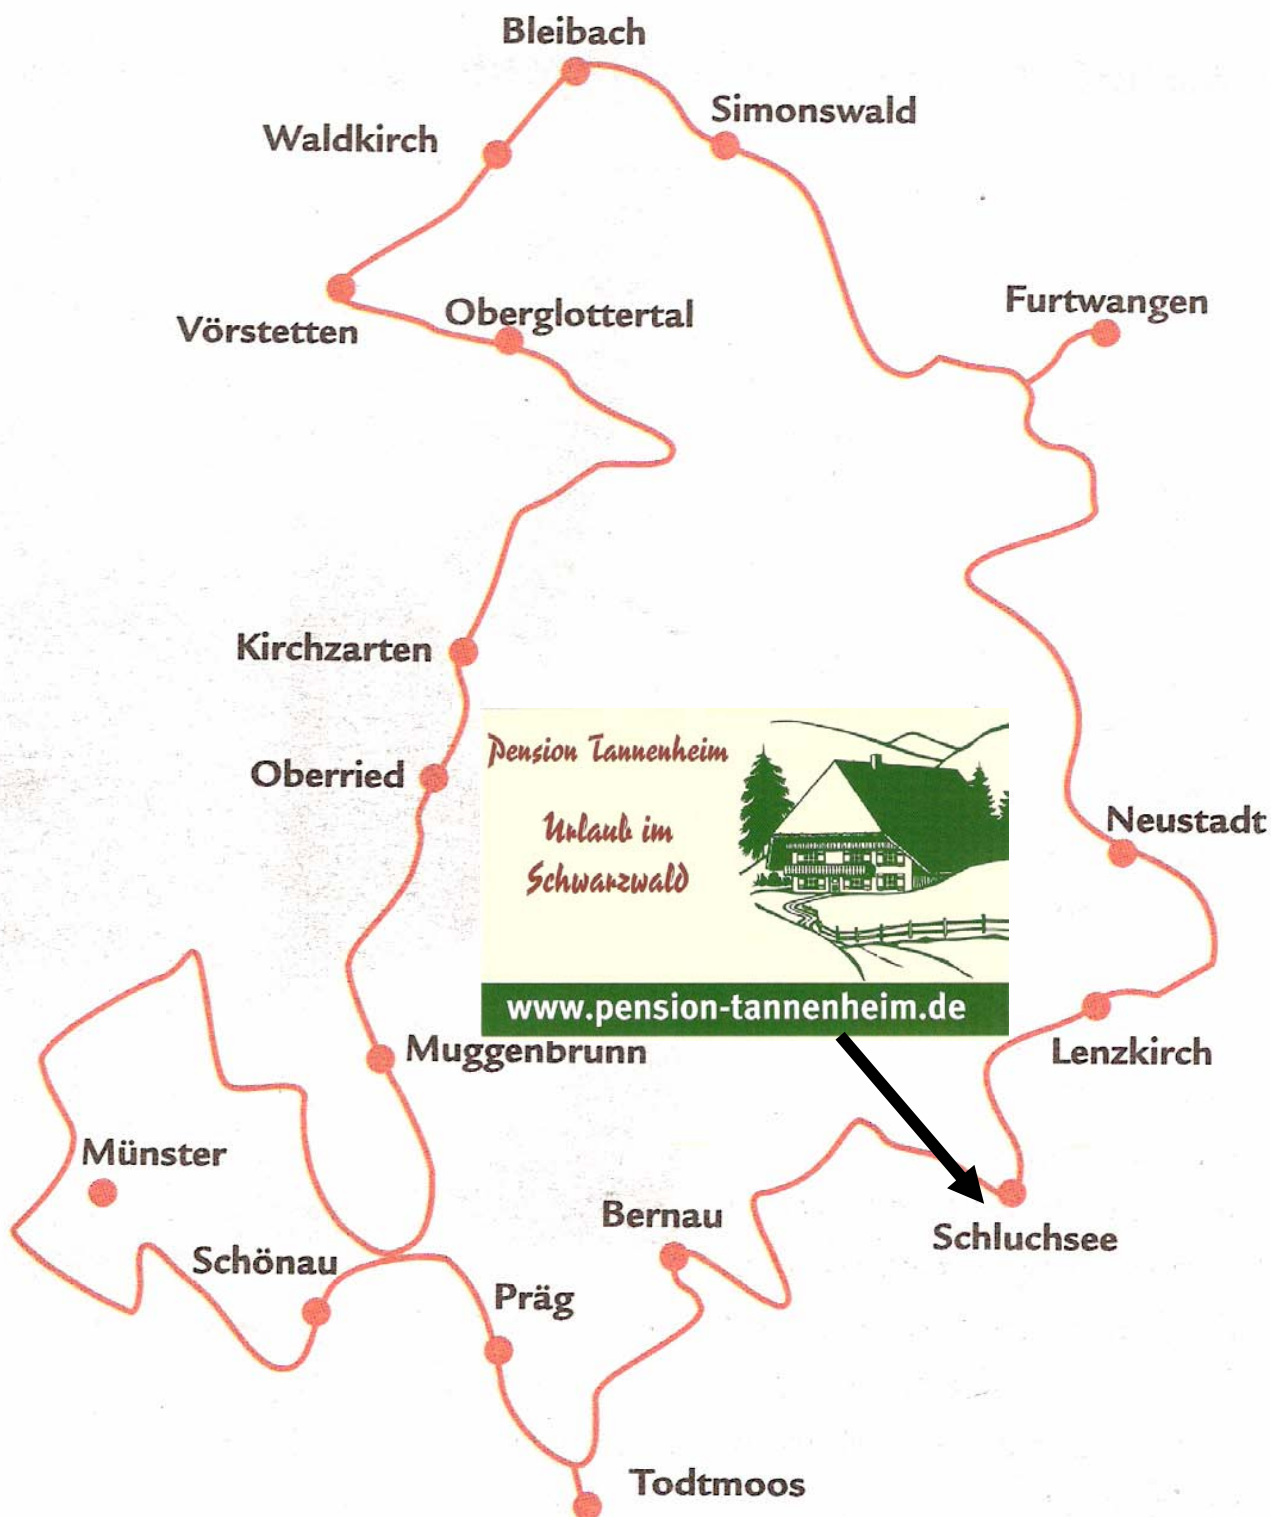 Bleibach
Simonswald
Waldkirch
Furtwangen
Oberglottertal
Vörstetten
Kirchzarten
Pension Tannenheim
Urlaub im
Schwarzwald
www.pension-tannenheim.de
Oberried
Neustadt
Muggenbrunn
Lenzkirch
Münster
Bernau
Schluchsee
Schönau
Präg
Todtmoos